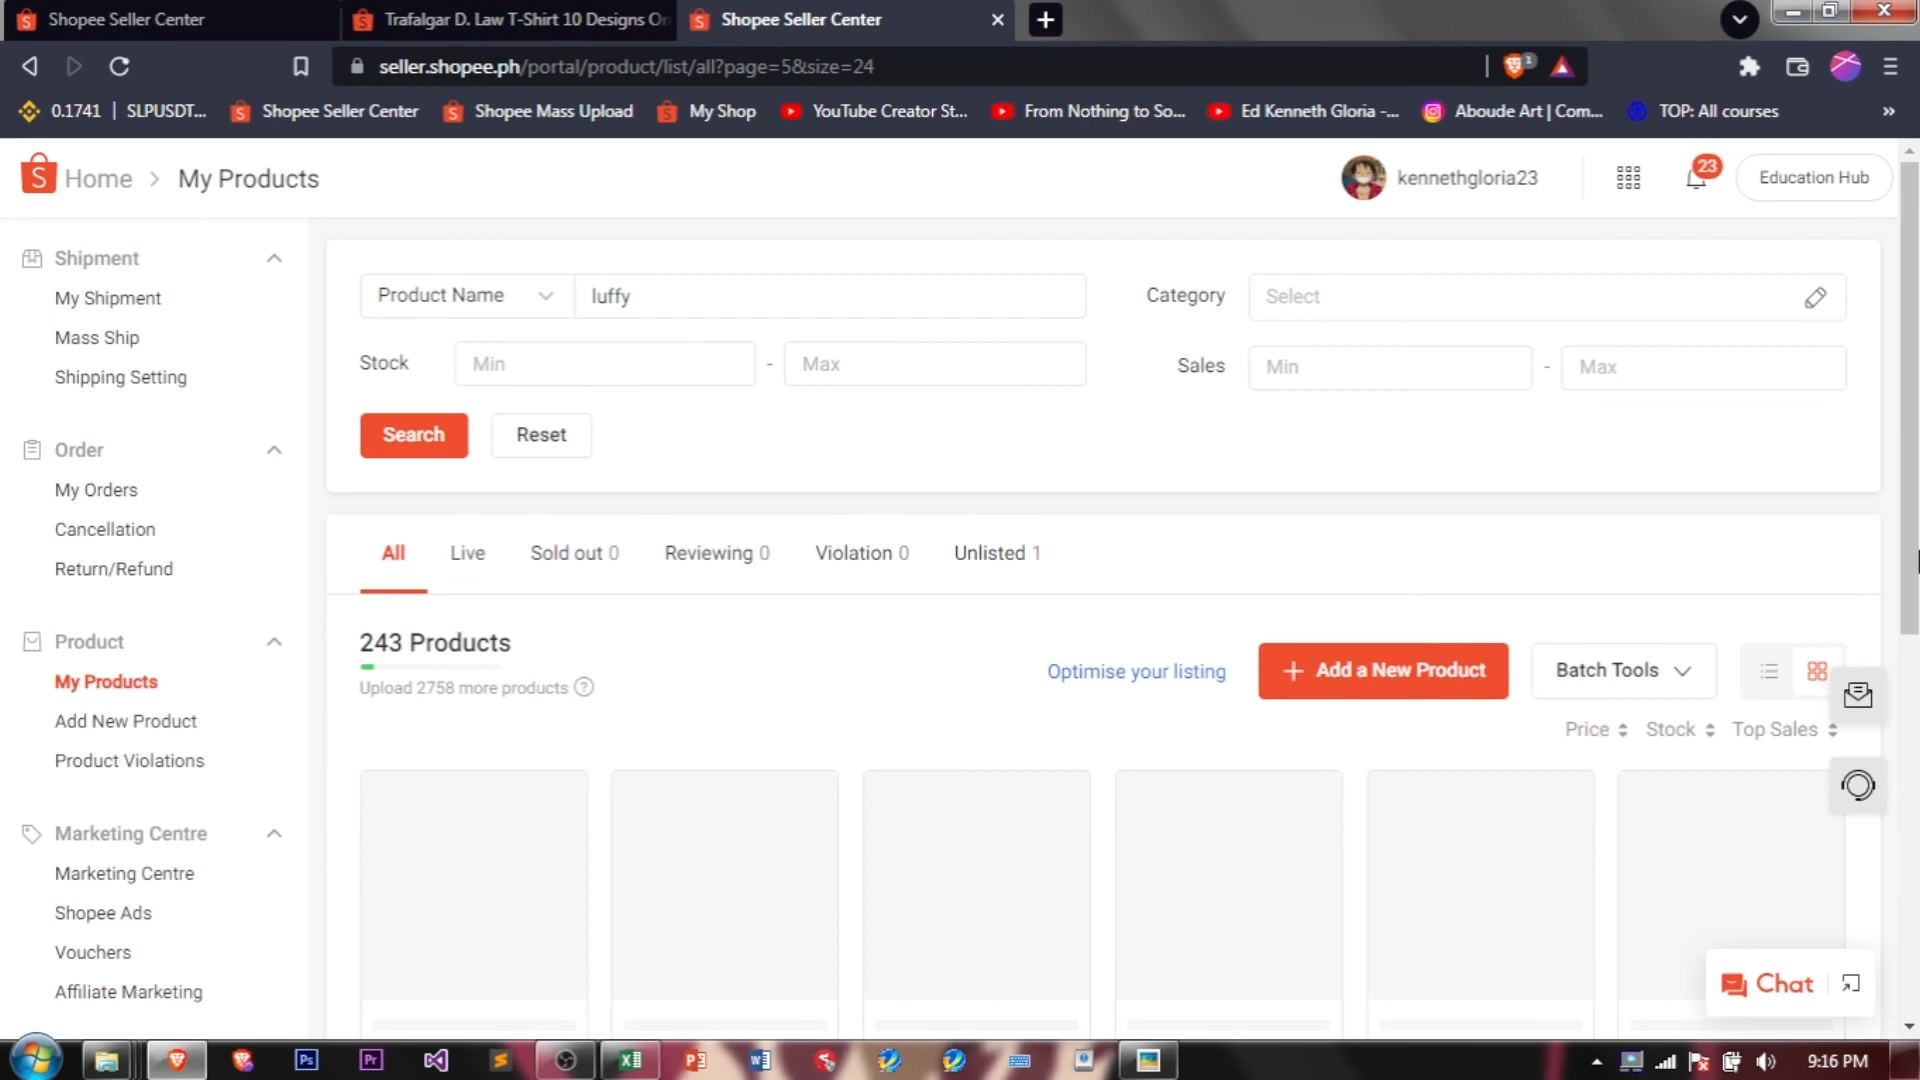 Shopee Seller Center
Trafalgar D. Law T-Shirt 10 Designs On
Shopee Seller Center
seller.shopee.ph/portal/product/list/all?page=5&size=24
1
0.1741 | SLPUSDT...
Shopee Seller Center
Shopee Mass Upload
My Shop
YouTube Creator St...
From Nothing to So...
Ed Kenneth Gloria -...
Aboude Art | Com...
TOP: All courses
»
Home > My Products
kennethgloria23
23
Education Hub
Shipment
My Shipment
Mass Ship
Shipping Setting
Order
My Orders
Cancellation
Return/Refund
Product
My Products
Add New Product
Product Violations
Marketing Centre
Marketing Centre
Shopee Ads
Vouchers
Affiliate Marketing
Product Name
luffy
Category
Select
Stock
Min
-
Max
Sales
Min
-
Max
Search
Reset
All
Live
Sold out 0
Reviewing 0
Violation 0
Unlisted 1
243 Products
Upload 2758 more products ?
Optimise your listing
+ Add a New Product
Batch Tools
Price
Stock
Top Sales
Chat
9:16 PM